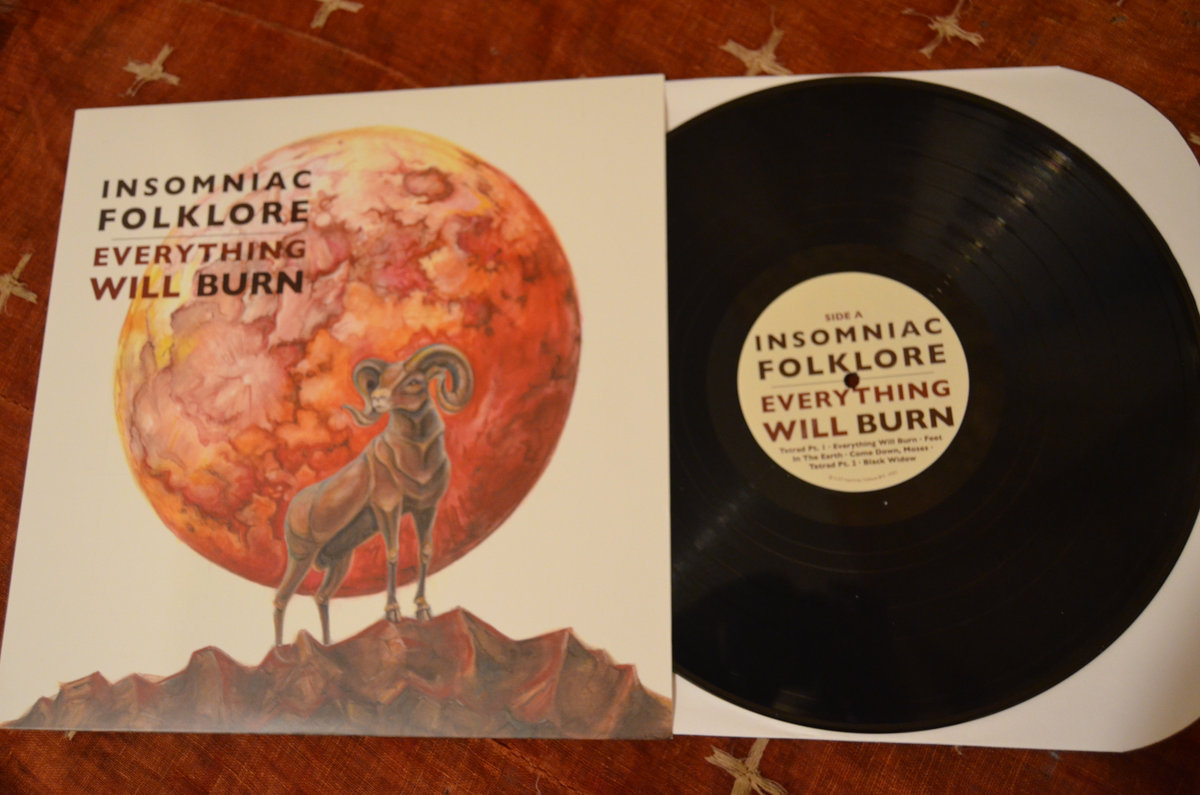 INSOMNIAC
FOLKLORE
EVERYTHING
WILL BURN
SIDE A
INSOMNIAC
FOLKLORE
EVERYTHING
WILL BURN
Tetrad Pt. 1 · Everything Will Burn · Feet
In The Earth · Come Down, Moses ·
Tetrad Pt. 2 · Black Widow